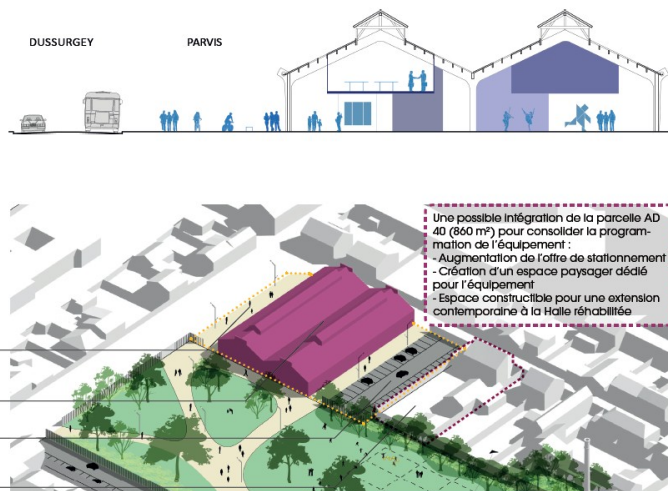 DUSSURGEY PARVIS
Une possible intégration de la parcelle AD
40 (860 m²) pour consolider la program-
mation de l'équipement :
- Augmentation de l'offre de stationnement
- Création d'un espace paysager dédié
pour l'équipement
- Espace constructible pour une extension
contemporaine à la Halle réhabilitée